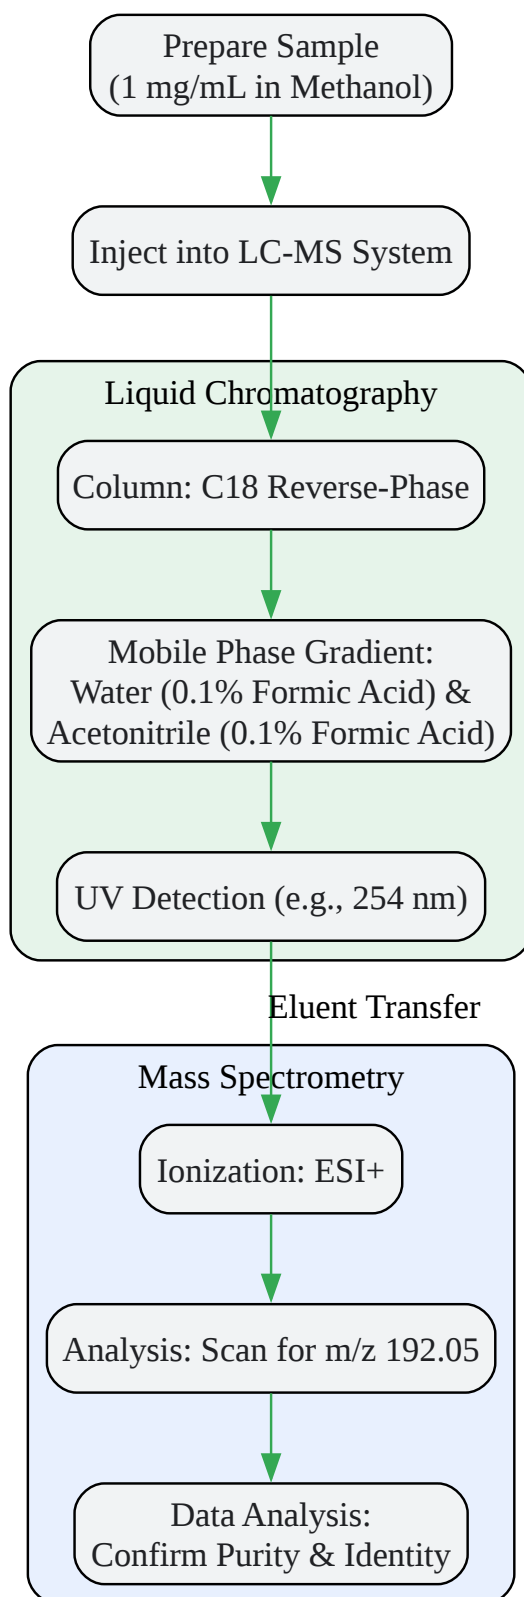 Prepare Sample
(1 mg/mL in Methanol)
Inject into LC-MS System
Liquid Chromatography
Column: C18 Reverse-Phase
Mobile Phase Gradient:
Water (0.1% Formic Acid) &
Acetonitrile (0.1% Formic Acid)
UV Detection (e.g., 254 nm)
Eluent Transfer
Mass Spectrometry
Ionization: ESI+
Analysis: Scan for m/z 192.05
Data Analysis:
Confirm Purity & Identity